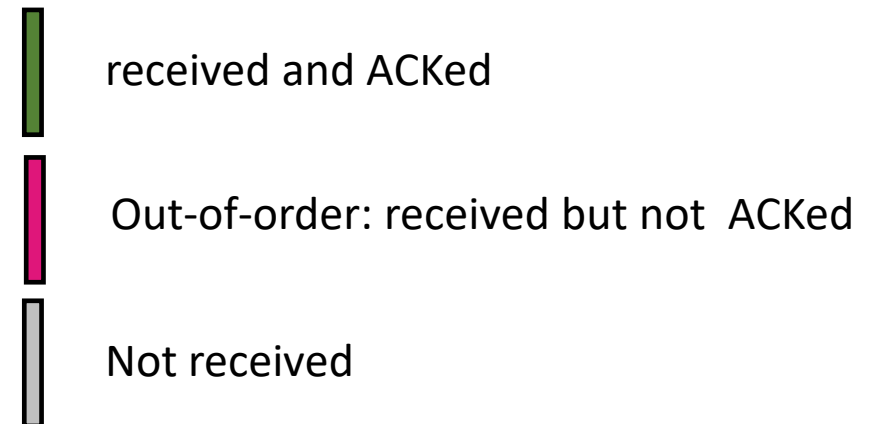 received and ACKed
Out-of-order: received but not ACKed
Not received